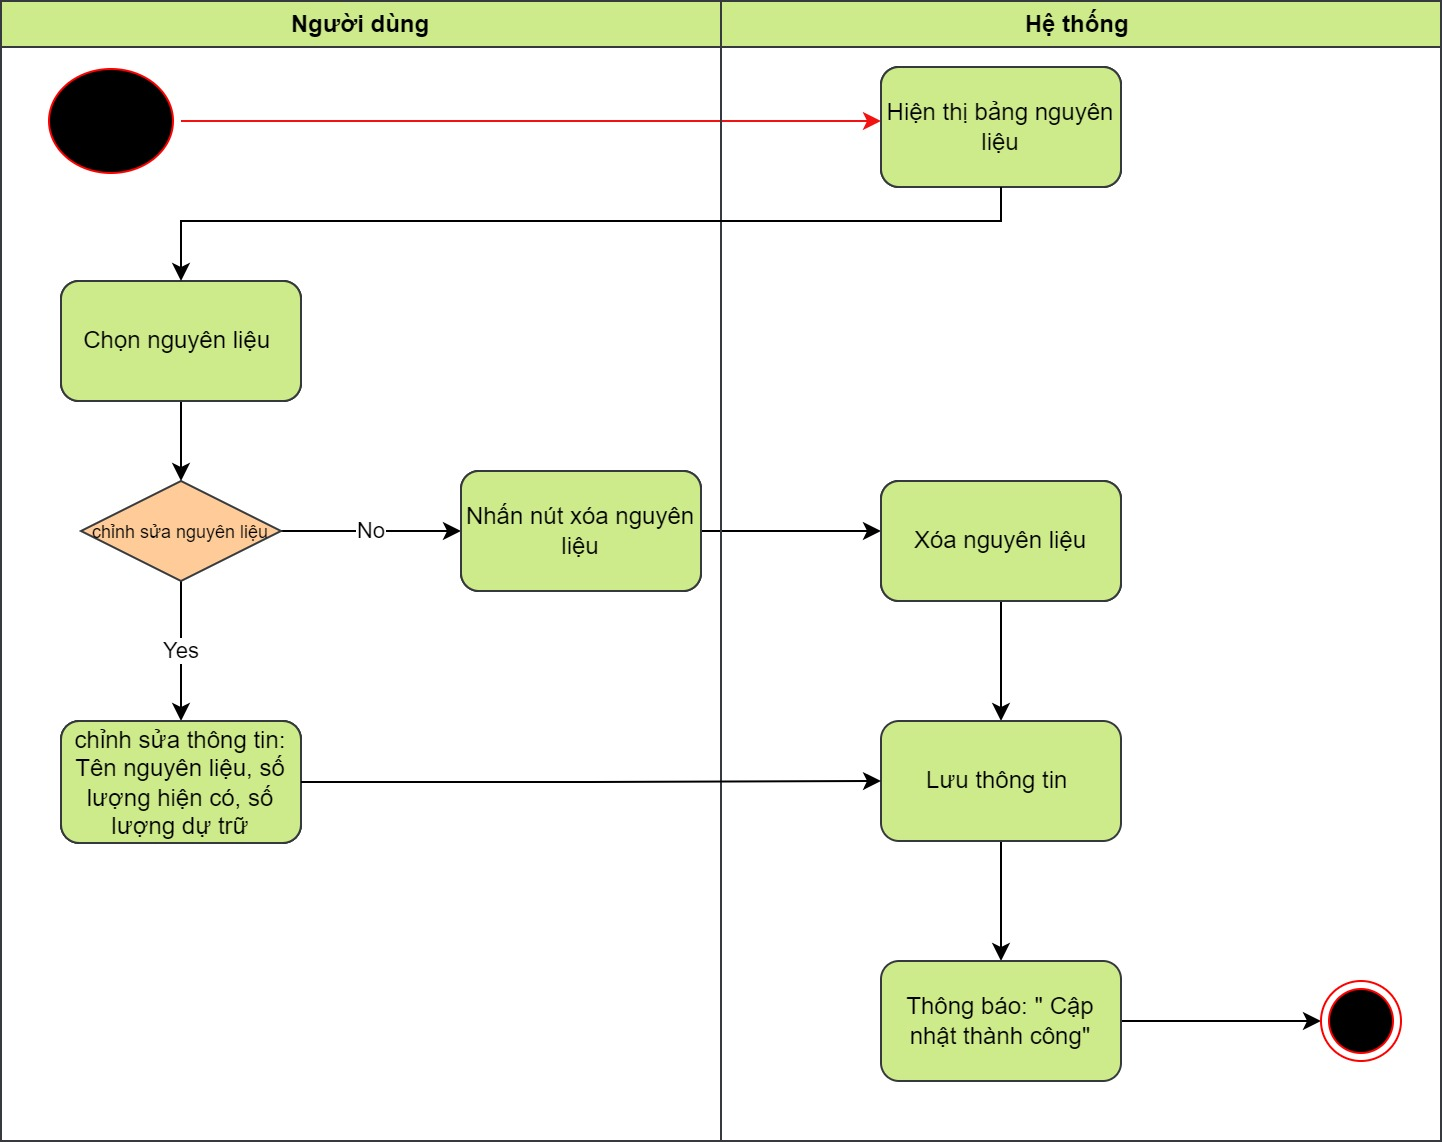 Người dùng
Hệ thống
Hiện thị bảng nguyên
liệu
Chọn nguyên liệu
chỉnh sửa nguyên liệu
No
Nhấn nút xóa nguyên
liệu
Xóa nguyên liệu
Yes
chỉnh sửa thông tin:
Tên nguyên liệu, số
lượng hiện có, số
lượng dự trữ
Lưu thông tin
Thông báo: " Cập
nhật thành công"